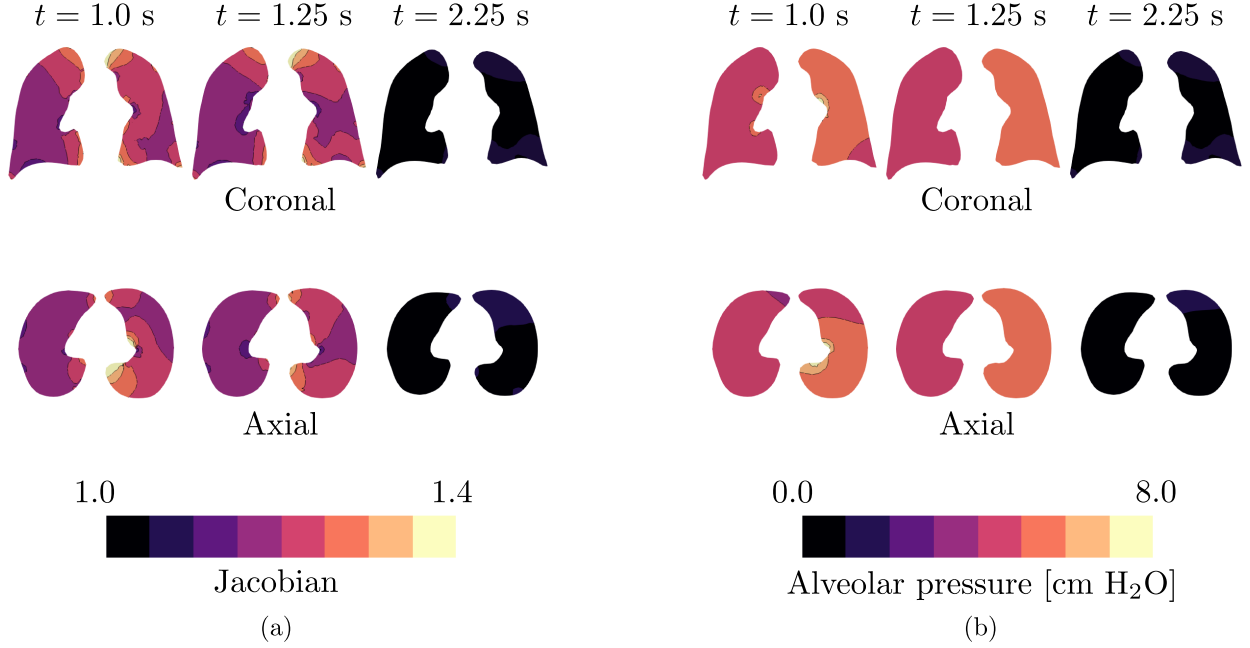 t = 1.0 s t = 1.25 s t = 2.25 s
Coronal
Axial
1.0 1.4
Jacobian
(a)
t = 1.0 s t = 1.25 s t = 2.25 s
Coronal
Axial
0.0 8.0
Alveolar pressure [cm H₂O]
(b)